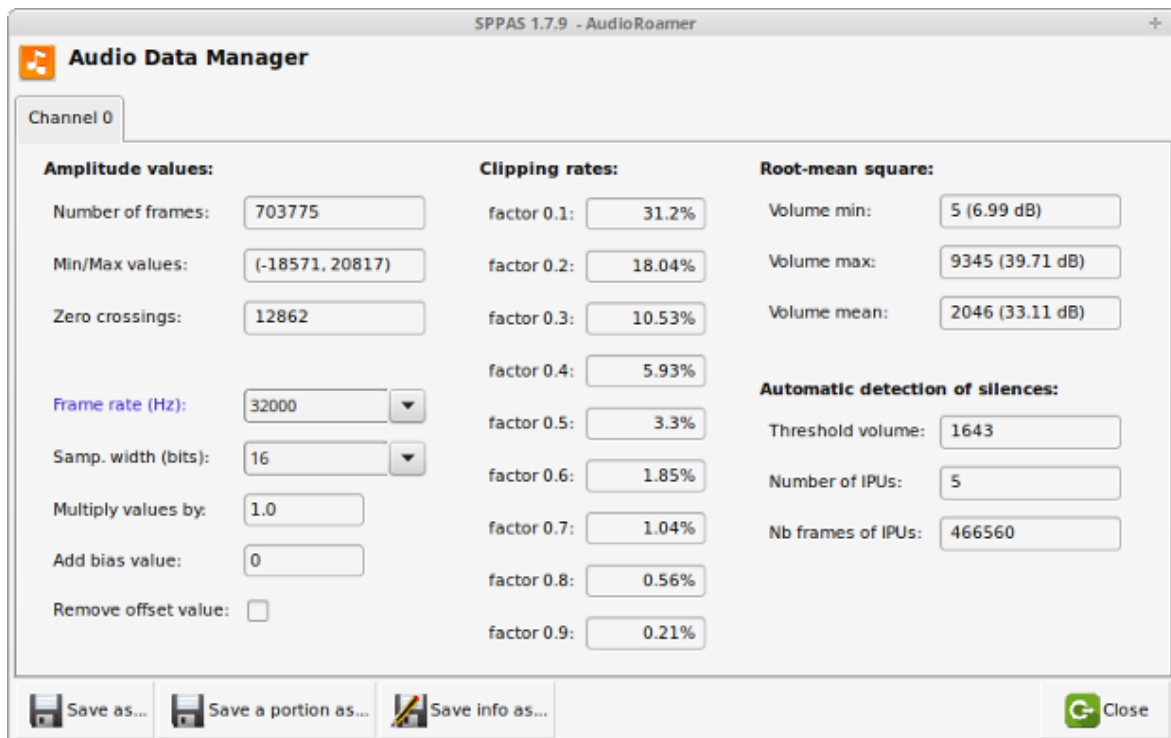 SPPAS 1.7.9 - AudioRoamer
Audio Data Manager
Channel 0
Amplitude values:
Number of frames: 703775
Min/Max values: (-18571, 20817)
Zero crossings: 12862
Frame rate (Hz): 32000
Samp. width (bits): 16
Multiply values by: 1.0
Add bias value: 0
Remove offset value:
Clipping rates:
factor 0.1: 31.2%
factor 0.2: 18.04%
factor 0.3: 10.53%
factor 0.4: 5.93%
factor 0.5: 3.3%
factor 0.6: 1.85%
factor 0.7: 1.04%
factor 0.8: 0.56%
factor 0.9: 0.21%
Root-mean square:
Volume min: 5 (6.99 dB)
Volume max: 9345 (39.71 dB)
Volume mean: 2046 (33.11 dB)
Automatic detection of silences:
Threshold volume: 1643
Number of IPUs: 5
Nb frames of IPUs: 466560
Save as... Save a portion as... Save info as... Close